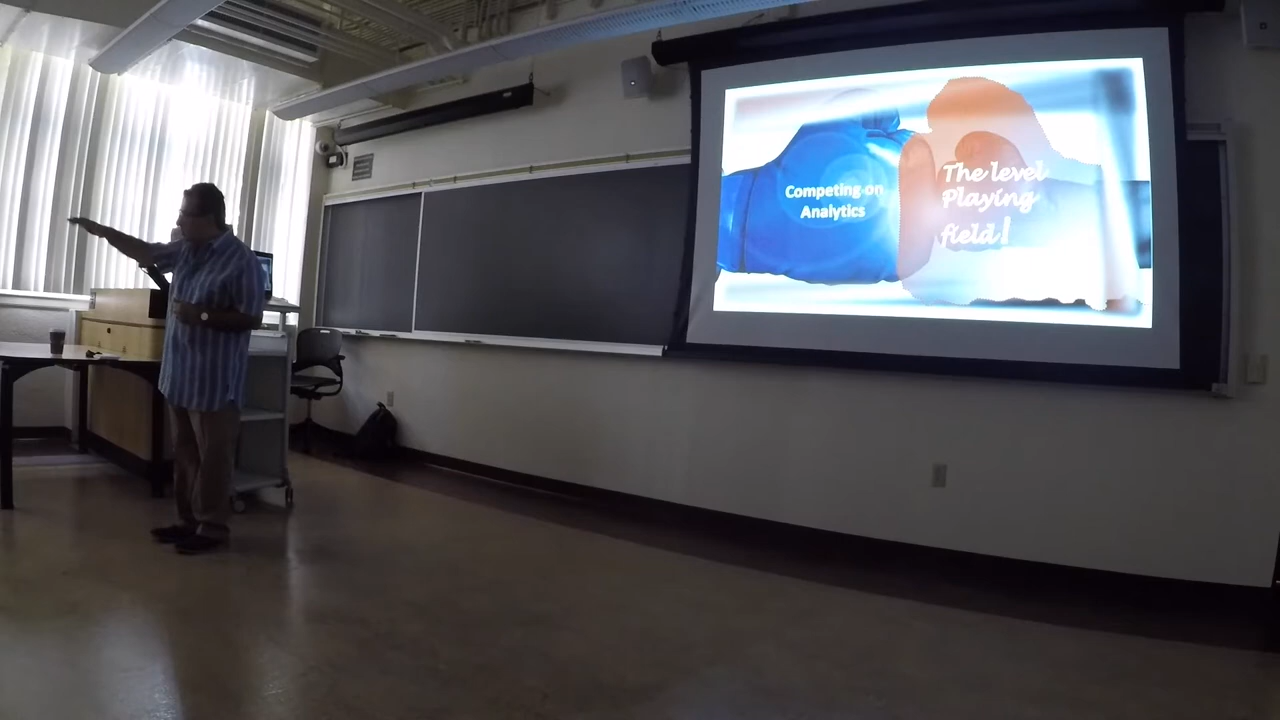 Competing on
Analytics
The level
Playing
field!